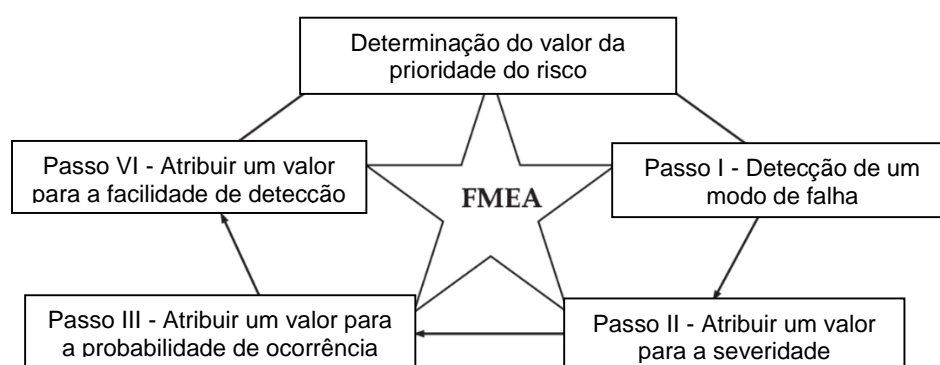 Determinação do valor da
prioridade do risco
Passo VI - Atribuir um valor
para a facilidade de detecção
FMEA
Passo I - Detecção de um
modo de falha
Passo III - Atribuir um valor para
a probabilidade de ocorrência
Passo II - Atribuir um valor
para a severidade